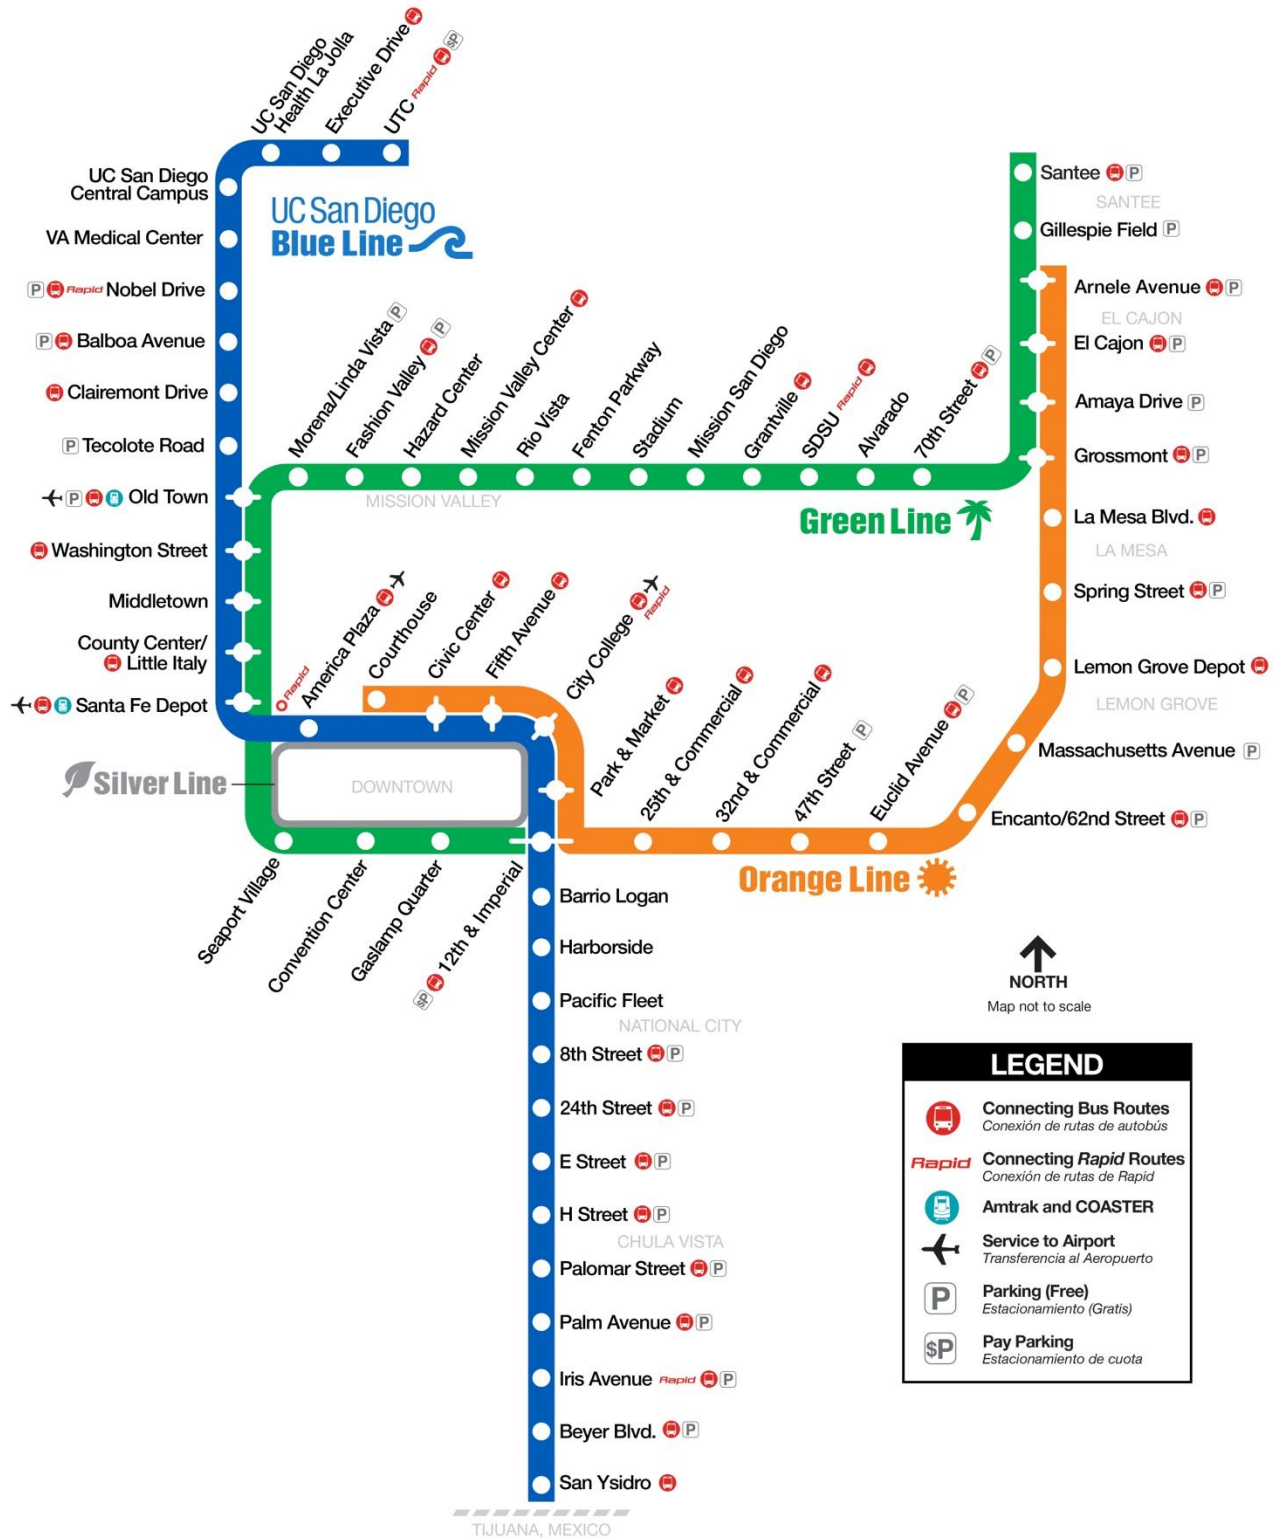 UC San Diego
Health La Jolla
Executive Drive
UTC Rapid $P
UC San Diego
Central Campus
VA Medical Center
P Rapid Nobel Drive
P Balboa Avenue
Clairemont Drive
P Tecolote Road
P Old Town
Washington Street
Middletown
County Center/
Little Italy
Santa Fe Depot
UC San Diego
Blue Line
Santee P
SANTEE
Gillespie Field P
Arnele Avenue P
EL CAJON
El Cajon P
Amaya Drive P
Grossmont P
La Mesa Blvd.
LA MESA
Spring Street P
Lemon Grove Depot
LEMON GROVE
Massachusetts Avenue P
Encanto/62nd Street P
Morena/Linda Vista P
Fashion Valley P
Hazard Center
Mission Valley Center
Rio Vista
Fenton Parkway
Stadium
Mission San Diego
Grantville
SDSU Rapid
Alvarado
70th Street P
MISSION VALLEY
Green Line
Rapid
America Plaza
Courthouse
Civic Center
Fifth Avenue
City College
Rapid
Park & Market
25th & Commercial
32nd & Commercial
47th Street P
Euclid Avenue P
Silver Line
DOWNTOWN
Orange Line
Seaport Village
Convention Center
Gaslamp Quarter
$P 12th & Imperial
Barrio Logan
Harborside
Pacific Fleet
NATIONAL CITY
8th Street P
24th Street P
E Street P
H Street P
CHULA VISTA
Palomar Street P
Palm Avenue P
Iris Avenue Rapid P
Beyer Blvd. P
San Ysidro
TIJUANA, MEXICO
NORTH
Map not to scale
LEGEND
Connecting Bus Routes
Conexión de rutas de autobús
Rapid Connecting Rapid Routes
Conexión de rutas de Rapid
Amtrak and COASTER
Service to Airport
Transferencia al Aeropuerto
P Parking (Free)
Estacionamiento (Gratis)
$P Pay Parking
Estacionamiento de cuota